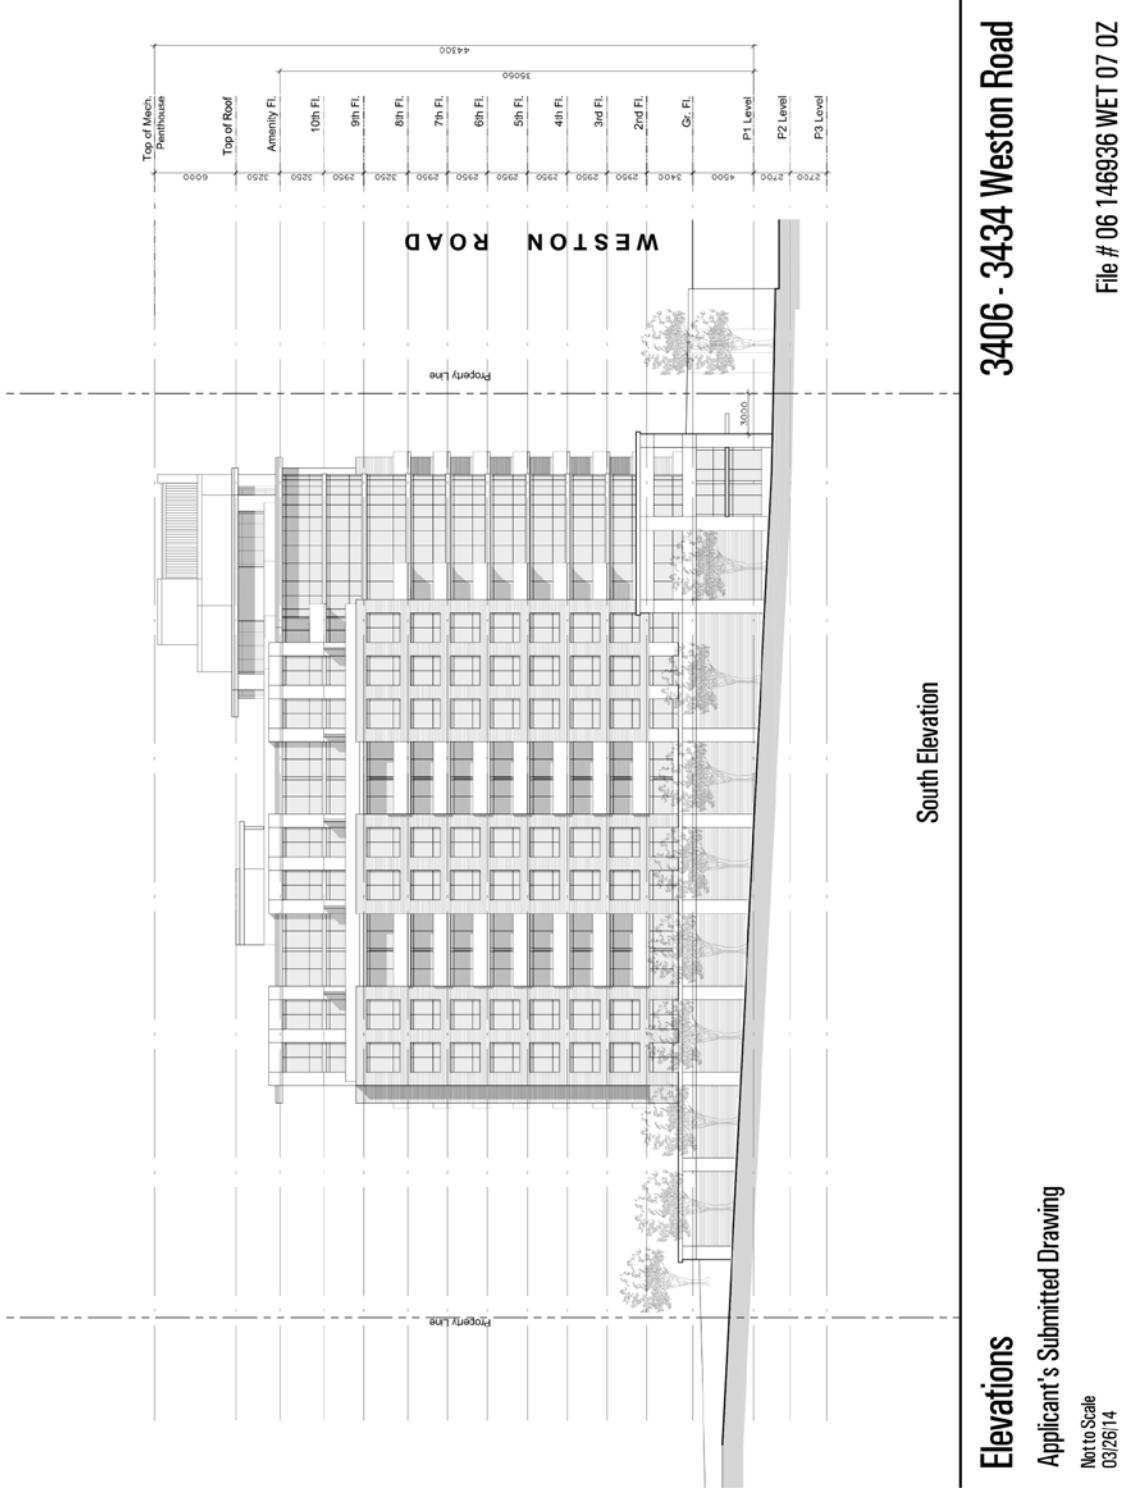 44300
35050
Top of Mech.
Penthouse
Top of Roof
Amenity Fl.
10th Fl.
9th Fl.
8th Fl.
7th Fl.
6th Fl.
5th Fl.
4th Fl.
3rd Fl.
2nd Fl.
Gr. Fl.
P1 Level
P2 Level
P3 Level
6000
3250
3250
2950
3250
2950
2950
2950
2950
2950
2950
3400
4500
2700
2700
WESTON ROAD
Property Line
3000
Property Line
South Elevation
Elevations
Applicant's Submitted Drawing
Not to Scale
03/26/14
3406 - 3434 Weston Road
File # 06 146936 WET 07 OZ